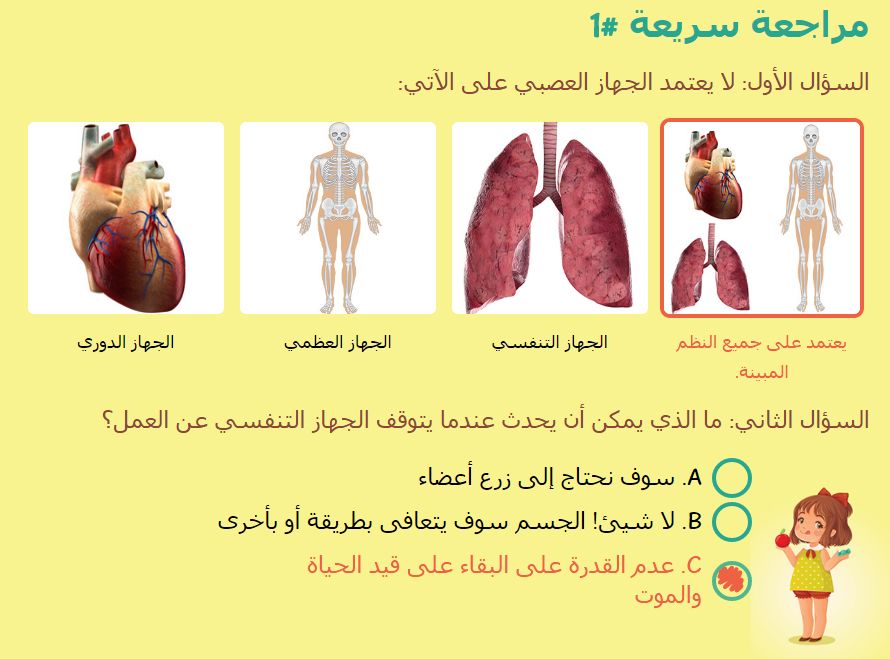 مراجعة سريعة #1
السؤال الأول: لا يعتمد الجهاز العصبي على الآتي:
يعتمد على جميع النظم
المبينة.
الجهاز التنفسي
الجهاز العظمي
الجهاز الدوري
السؤال الثاني: ما الذي يمكن أن يحدث عندما يتوقف الجهاز التنفسي عن العمل؟
A. سوف نحتاج إلى زرع أعضاء
B. لا شيئ! الجسم سوف يتعافى بطريقة أو بأخرى
C. عدم القدرة على البقاء على قيد الحياة
والموت